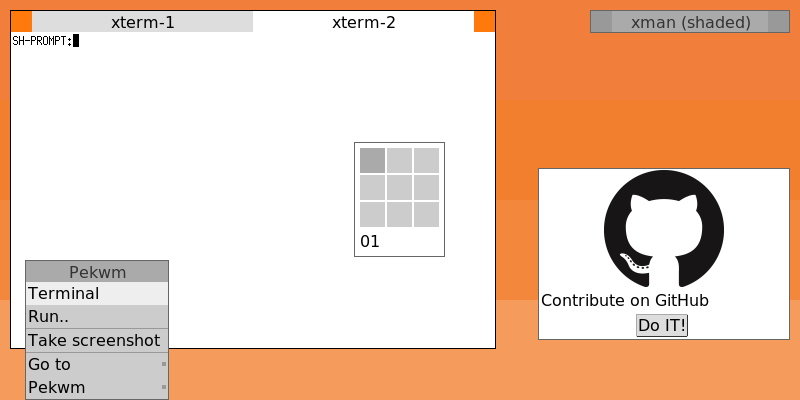 xterm-1
xterm-2
xman (shaded)
SH-PROMPT:
01
Pekwm
Terminal
Run..
Take screenshot
Go to
Pekwm
Contribute on GitHub
Do IT!